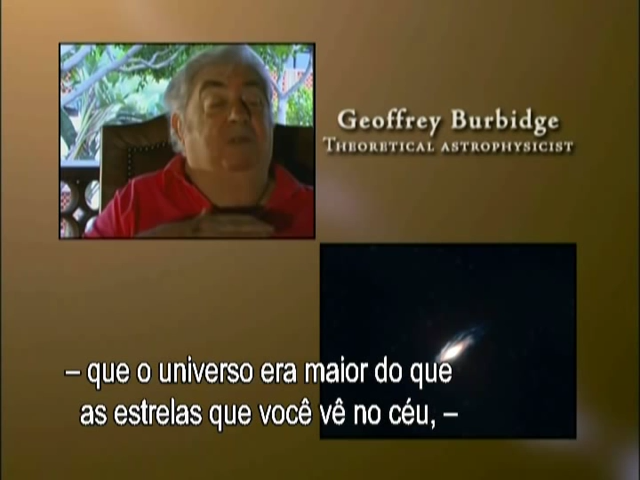 Geoffrey Burbidge
Theoretical astrophysicist
– que o universo era maior do que
as estrelas que você vê no céu, –